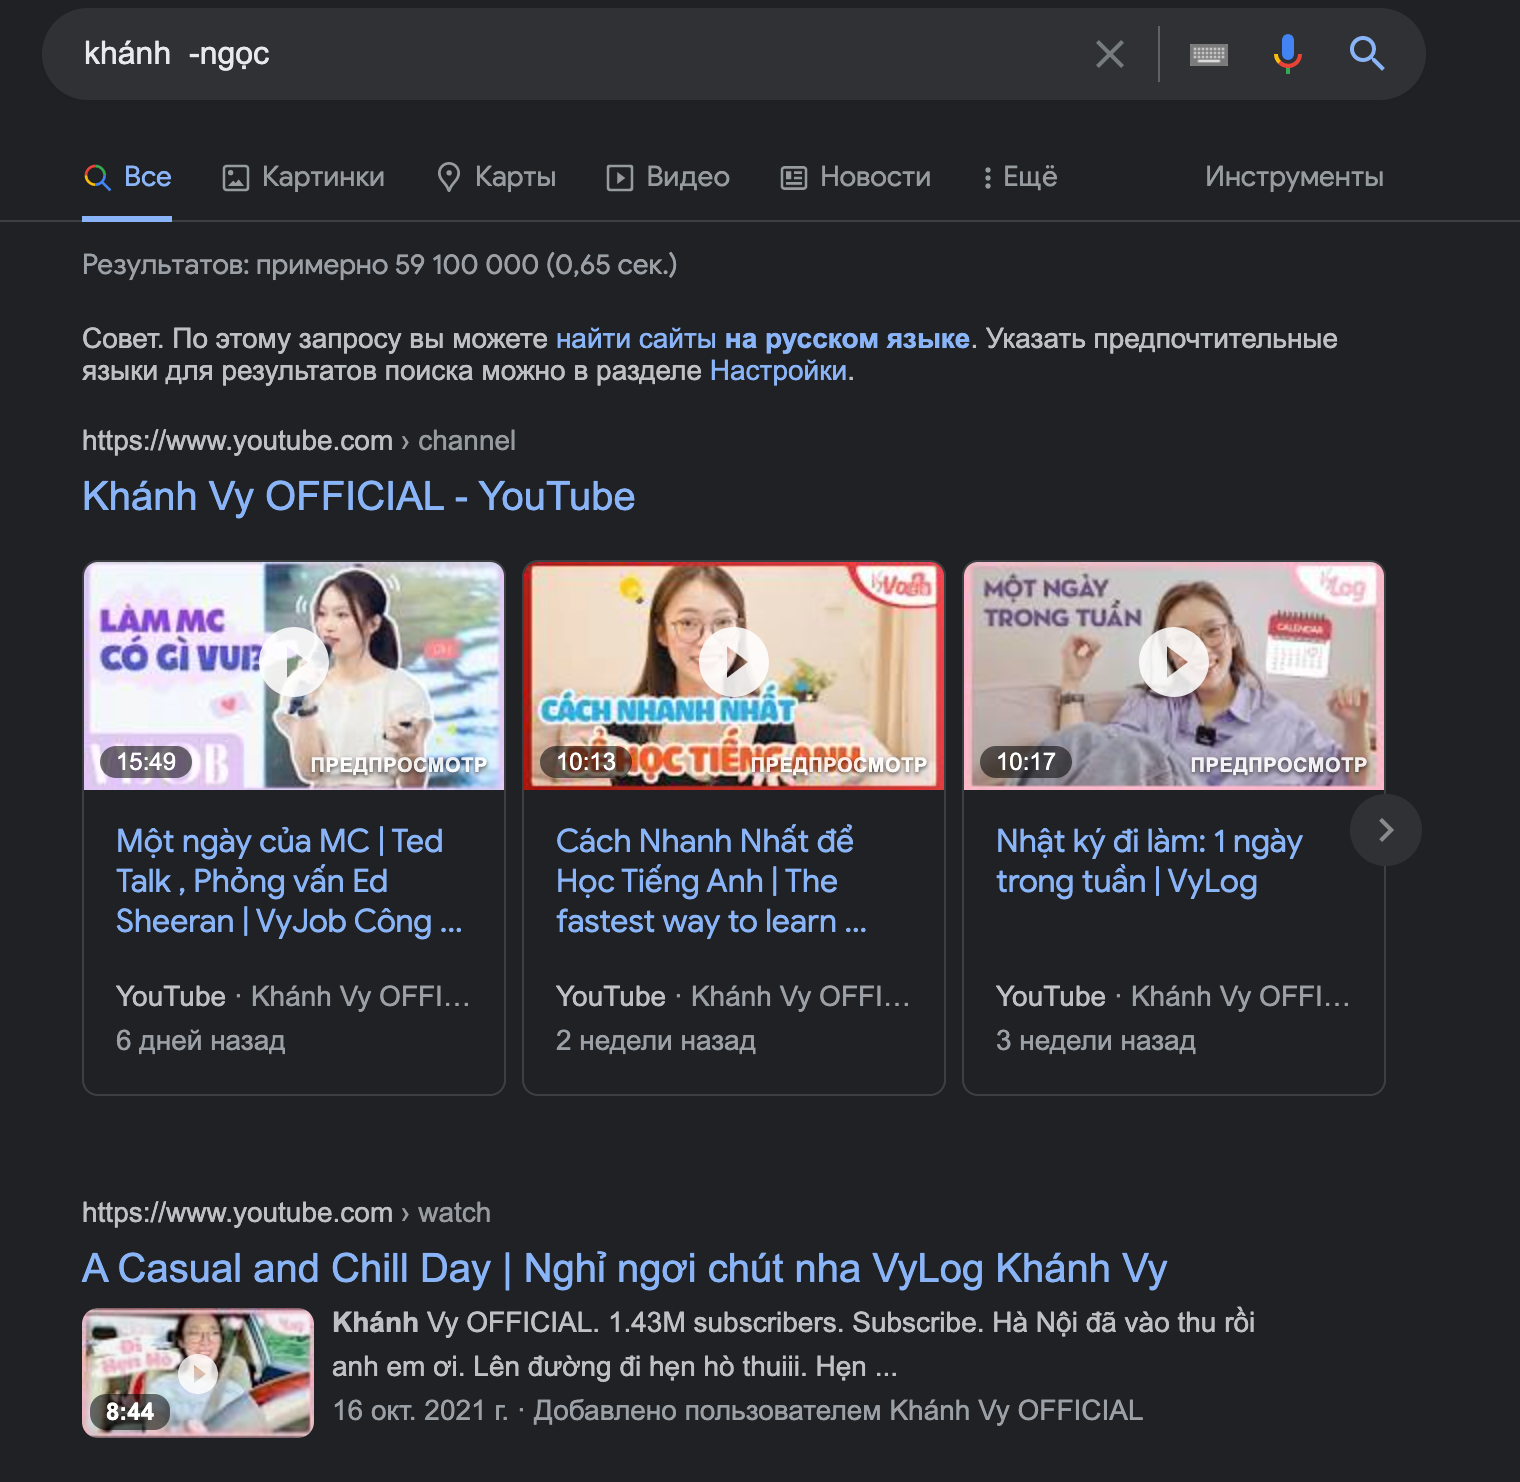 khánh  -ngọc
Все
Картинки
Карты
Видео
Новости
Ещё
Инструменты
Результатов: примерно 59 100 000 (0,65 сек.)
Совет. По этому запросу вы можете найти сайты на русском языке. Указать предпочтительные
языки для результатов поиска можно в разделе Настройки.
https://www.youtube.com › channel
Khánh Vy OFFICIAL - YouTube
LÀM MC
CÓ GÌ VUI?
15:49
ПРЕДПРОСМОТР
Một ngày của MC | Ted
Talk , Phỏng vấn Ed
Sheeran | VyJob Công ...
YouTube · Khánh Vy OFFI...
6 дней назад
CÁCH NHANH NHẤT
HỌC TIẾNG ANH
10:13
ПРЕДПРОСМОТР
Cách Nhanh Nhất để
Học Tiếng Anh | The
fastest way to learn ...
YouTube · Khánh Vy OFFI...
2 недели назад
MỘT NGÀY
TRONG TUẦN
VyLog
CALENDAR
10:17
ПРЕДПРОСМОТР
Nhật ký đi làm: 1 ngày
trong tuần | VyLog
YouTube · Khánh Vy OFFI...
3 недели назад
https://www.youtube.com › watch
A Casual and Chill Day | Nghỉ ngơi chút nha VyLog Khánh Vy
8:44
Khánh Vy OFFICIAL. 1.43M subscribers. Subscribe. Hà Nội đã vào thu rồi
anh em ơi. Lên đường đi hẹn hò thuiii. Hẹn ...
16 окт. 2021 г. · Добавлено пользователем Khánh Vy OFFICIAL